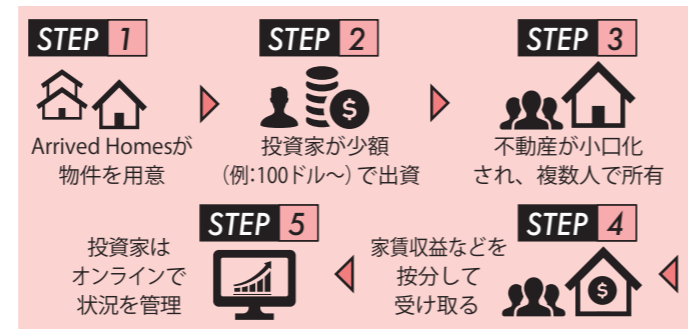 STEP 1
Arrived Homesが
物件を用意
STEP 2
$
投資家が少額
（例：100ドル～）で出資
STEP 3
不動産が小口化
され、複数人で所有
STEP 4
$
家賃収益などを
按分して
受け取る
STEP 5
投資家は
オンラインで
状況を管理